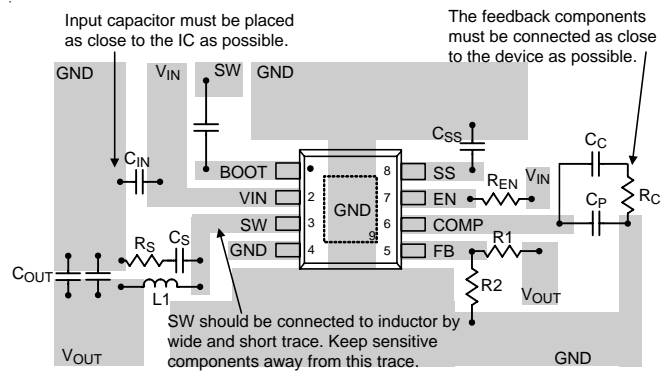 Input capacitor must be placed
as close to the IC as possible.
The feedback components
must be connected as close
to the device as possible.
GND
VIN
SW
GND
CIN
CSS
CC
BOOT
8
SS
REN
VIN
RC
VIN
2
GND
7
EN
CP
SW
3
6
COMP
GND
4
9
5
FB
R1
RS
CS
COUT
L1
R2
VOUT
SW should be connected to inductor by
wide and short trace. Keep sensitive
components away from this trace.
VOUT
GND